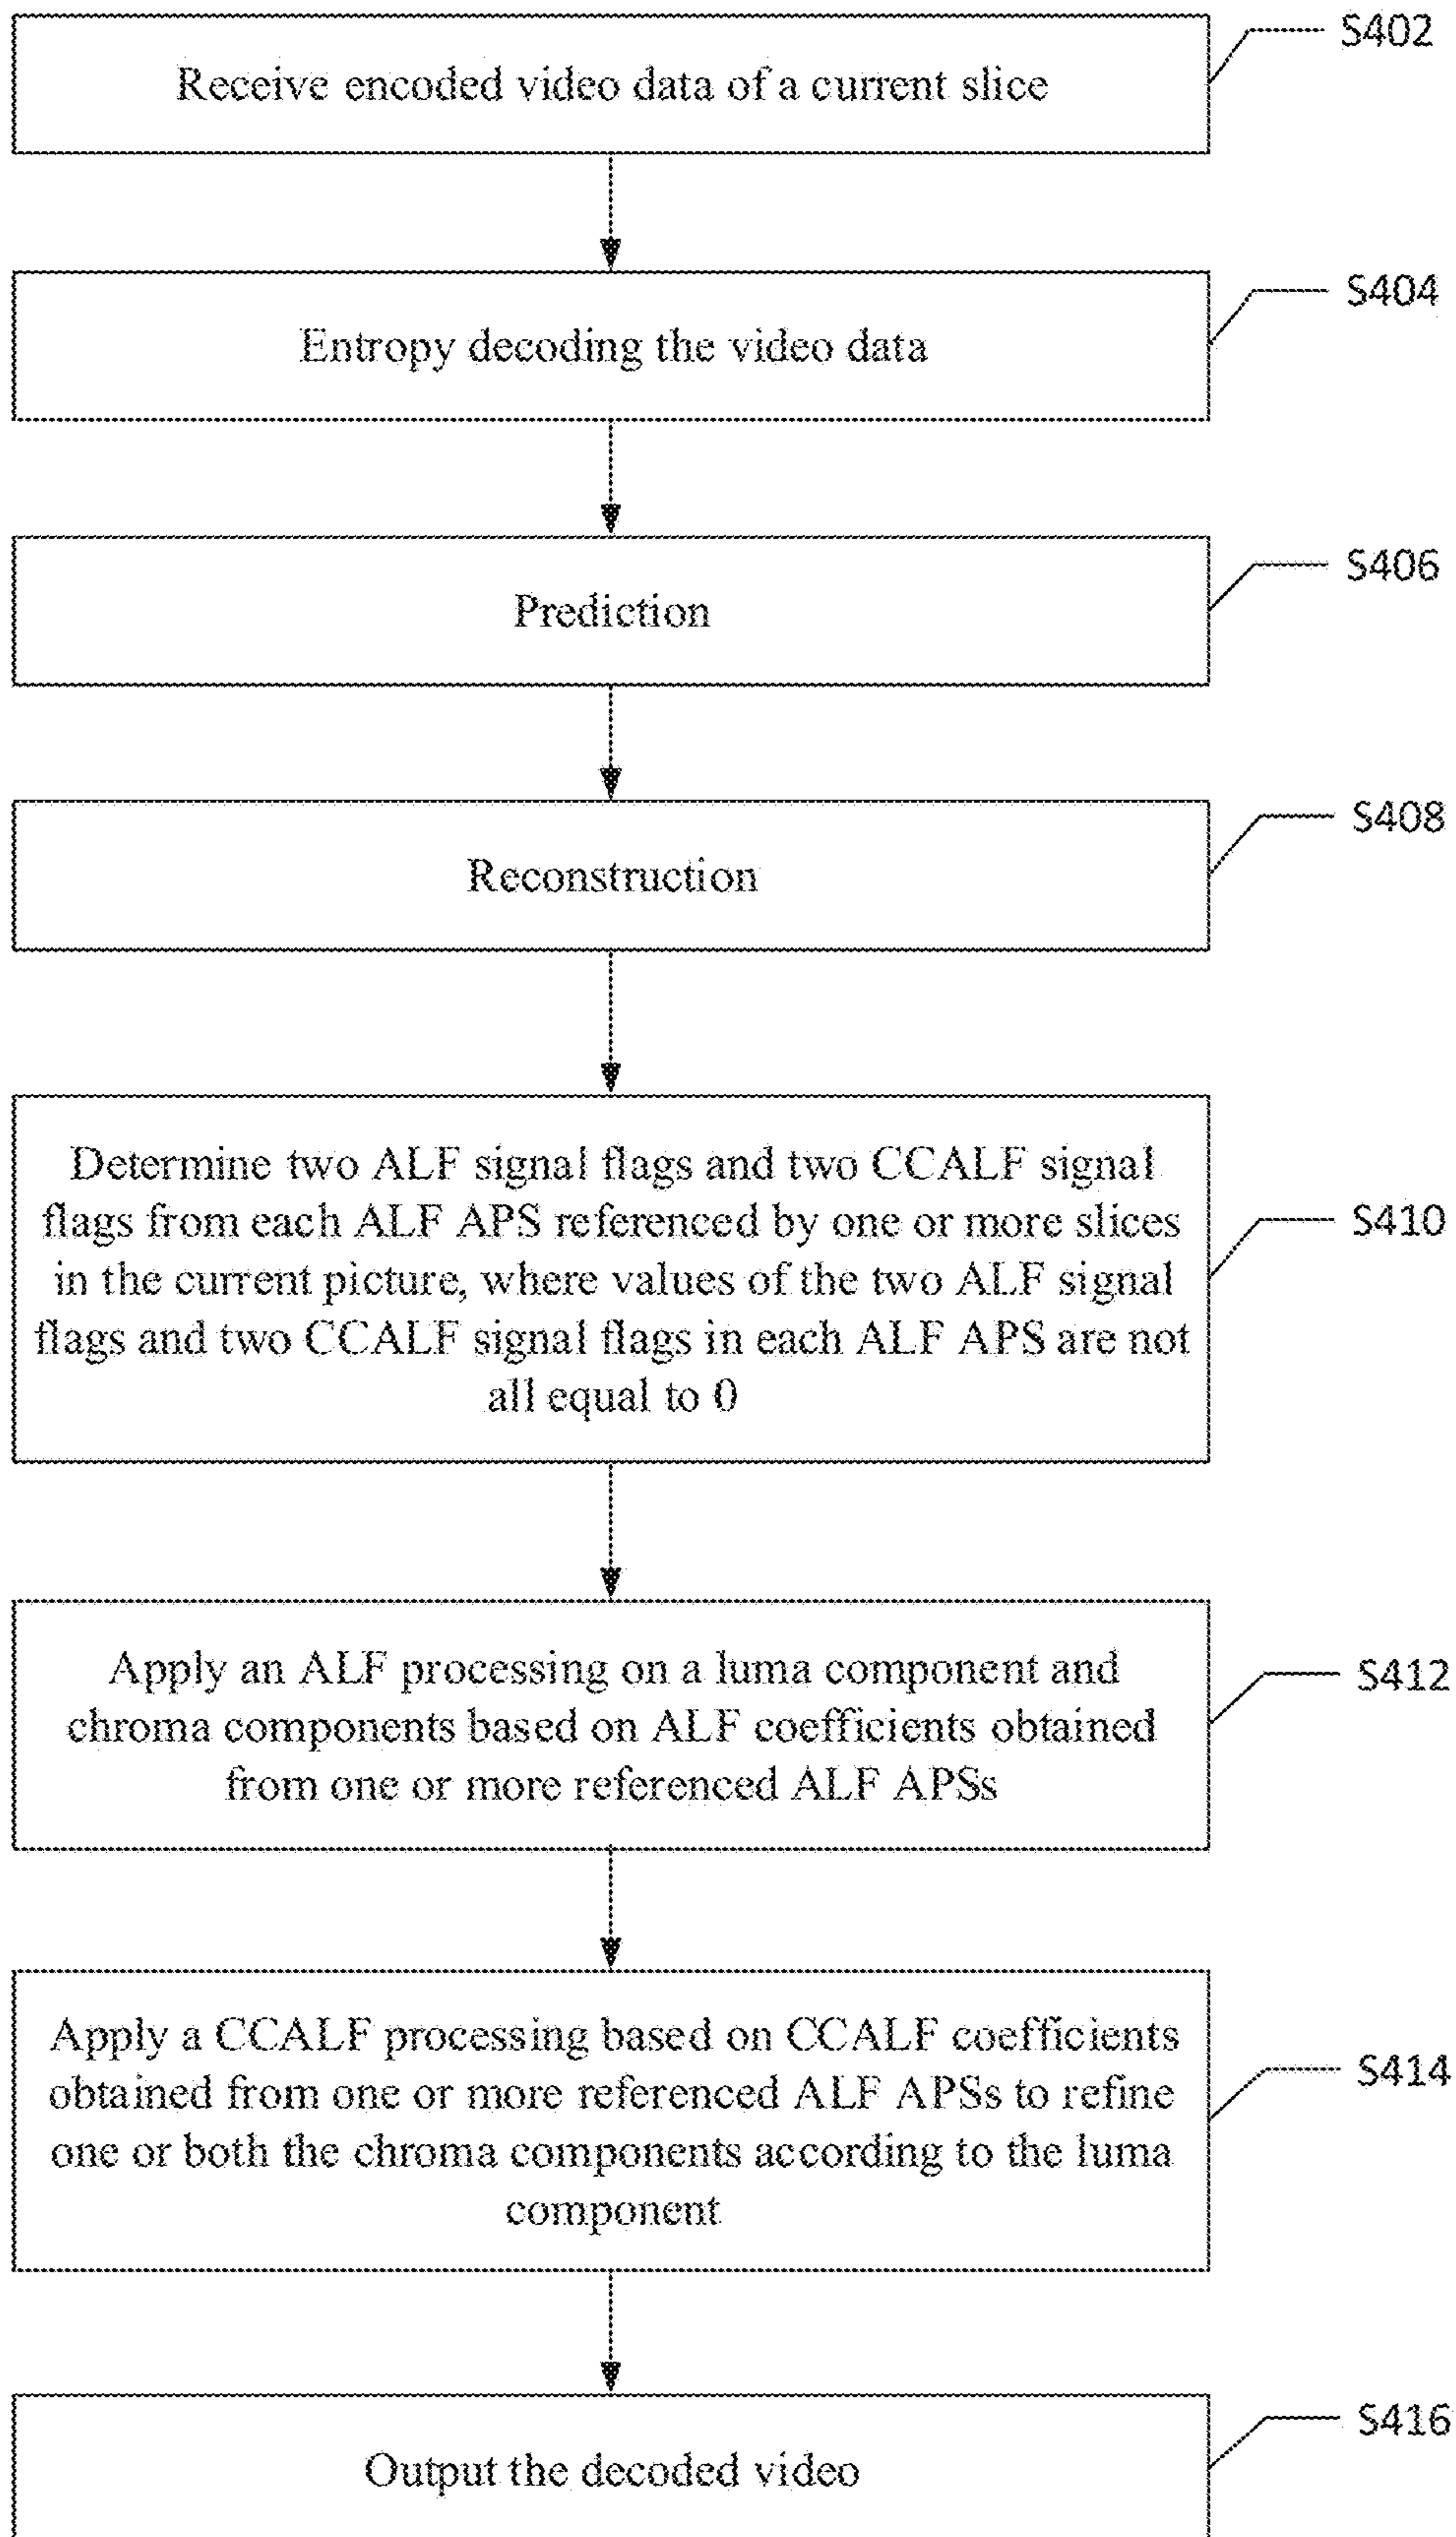 S402
Receive encoded video data of a current slice
S404
Entropy decoding the video data
S406
Prediction
S408
Reconstruction
S410
Determine two ALF signal flags and two CCALF signal
flags from each ALF APS referenced by one or more slices
in the current picture, where values of the two ALF signal
flags and two CCALF signal flags in each ALF APS are not
all equal to 0
S412
Apply an ALF processing on a luma component and
chroma components based on ALF coefficients obtained
from one or more referenced ALF APSs
S414
Apply a CCALF processing based on CCALF coefficients
obtained from one or more referenced ALF APSs to refine
one or both the chroma components according to the luma
component
S416
Output the decoded video